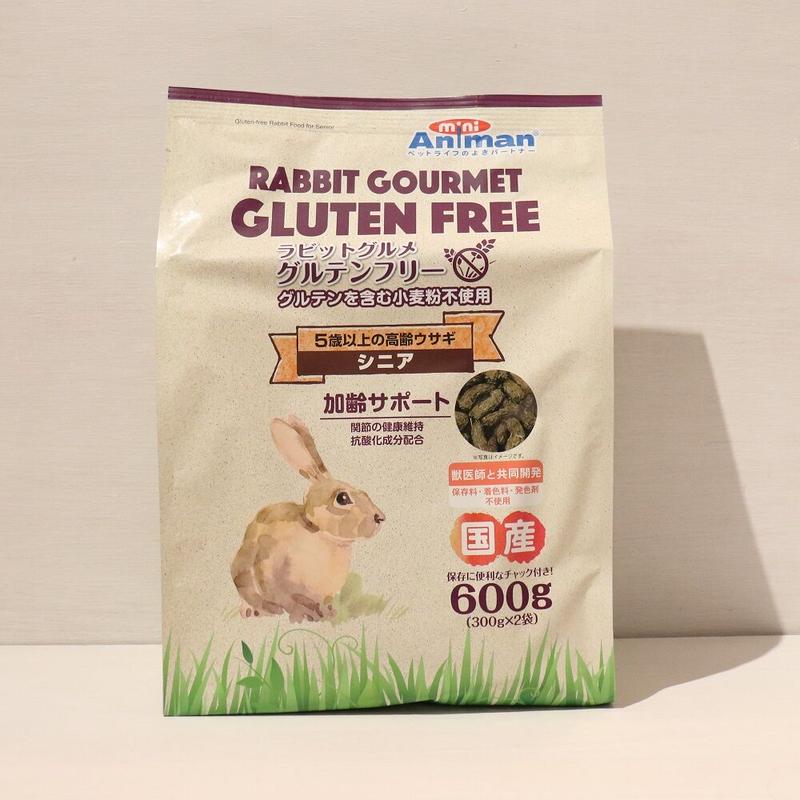 Gluten-free Rabbit Food for Senior
mini
Animan®
ペットライフのよきパートナー
RABBIT GOURMET
GLUTEN FREE
ラビットグルメ
グルテンフリー
グルテンを含む小麦粉不使用
5歳以上の高齢ウサギ
シニア
加齢サポート
関節の健康維持
抗酸化成分配合
※写真はイメージです。
獣医師と共同開発
保存料・着色料・発色剤
不使用
国産
保存に便利なチャック付き!
600g
(300g×2袋)